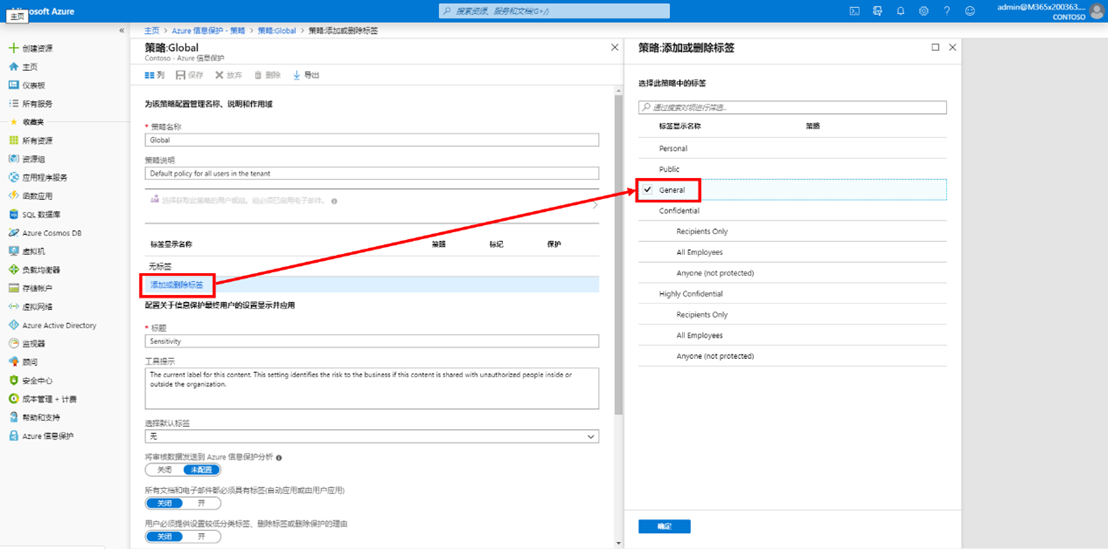 Microsoft Azure
主页
搜索资源、服务和文档(G+/)
admin@M365x200363....
CONTOSO
创建资源
主页
仪表板
所有服务
收藏夹
所有资源
资源组
应用程序服务
函数应用
SQL 数据库
Azure Cosmos DB
虚拟机
负载均衡器
存储帐户
虚拟网络
Azure Active Directory
监视器
顾问
安全中心
成本管理 + 计费
帮助和支持
Azure 信息保护
主页 > Azure 信息保护 - 策略 > 策略:Global > 策略:添加或删除标签
策略:Global
Contoso - Azure 信息保护
列 保存 放弃 删除 导出
为该策略配置管理名称、说明和作用域
* 策略名称
Global
策略说明
Default policy for all users in the tenant
选择获取此策略的用户或组。组必须已启用电子邮件。
标签显示名称 策略 标记 保护
无标签
添加或删除标签
配置关于信息保护最终用户的设置显示并应用
* 标题
Sensitivity
工具提示
The current label for this content. This setting identifies the risk to the business if this content is shared with unauthorized people inside or
outside the organization.
选择默认标签
无
将审核数据发送到 Azure 信息保护分析
关闭 未配置
所有文档和电子邮件都必须具有标签(自动应用或由用户应用)
关闭 开
用户必须提供设置较低分类标签、删除标签或删除保护的理由
关闭 开
策略:添加或删除标签
选择此策略中的标签
通过搜索对项进行筛选...
标签显示名称 策略
Personal
Public
General
Confidential
Recipients Only
All Employees
Anyone (not protected)
Highly Confidential
Recipients Only
All Employees
Anyone (not protected)
确定